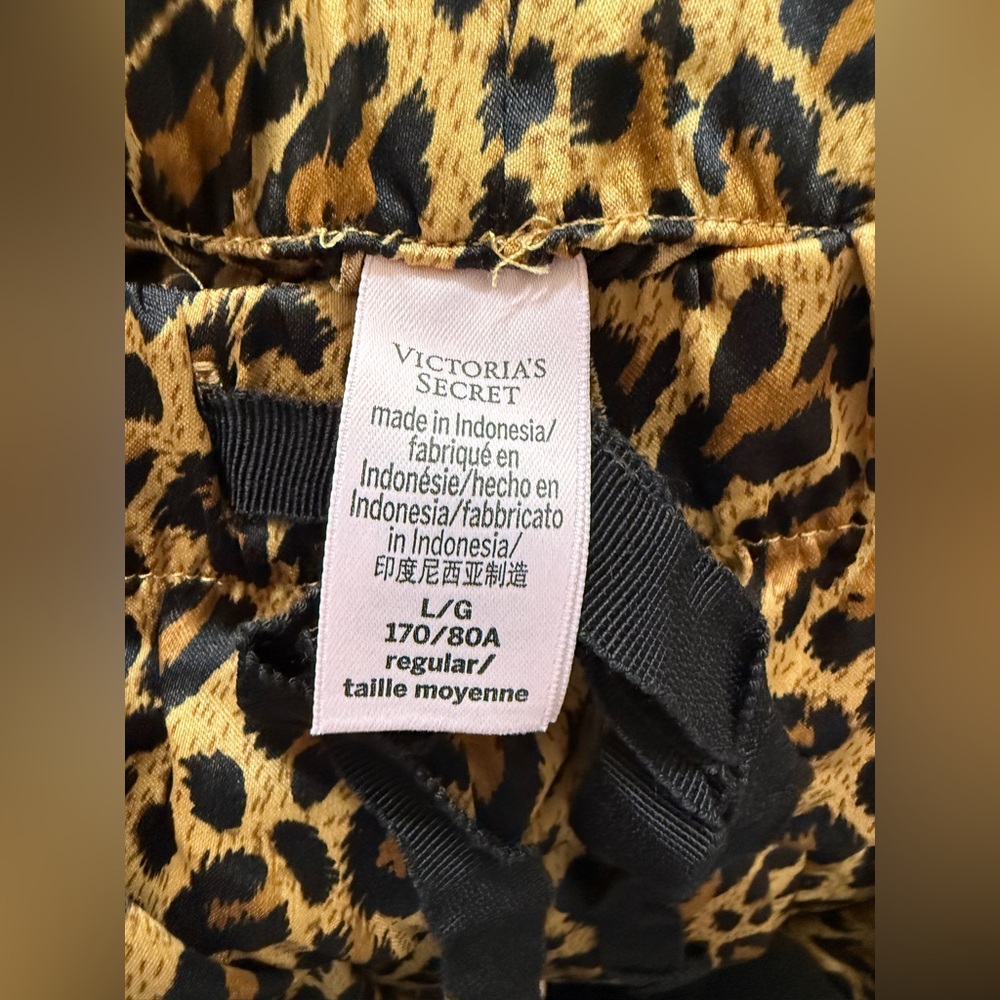 VICTORIA'S
SECRET
made in Indonesia/
fabriqué en
Indonésie/hecho en
Indonesia/fabbricato
in Indonesia/
印度尼西亚制造
L/G
170/80A
regular/
taille moyenne